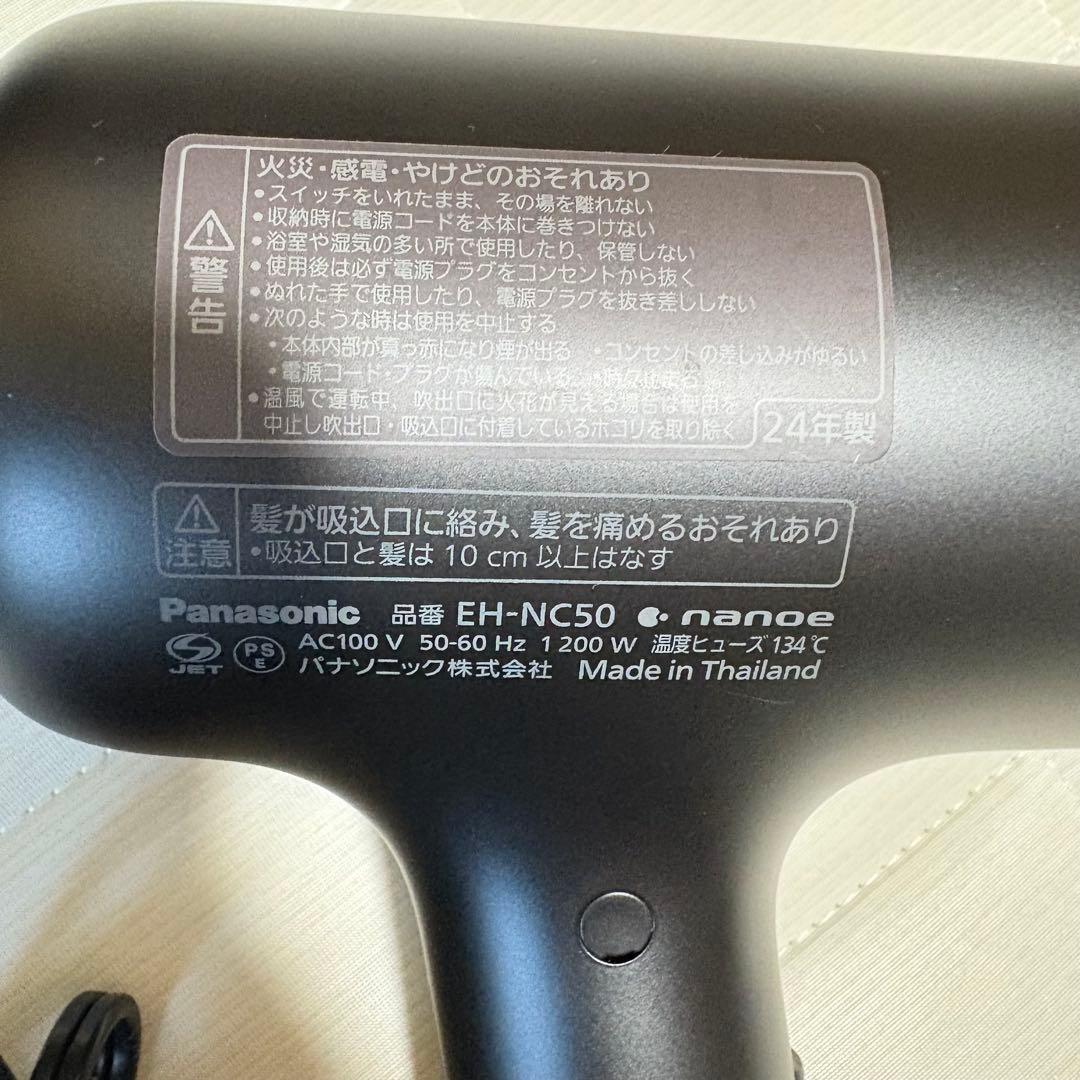 警告
火災・感電・やけどのおそれあり
•スイッチをいれたまま、その場を離れない
•収納時に電源コードを本体に巻きつけない
•浴室や湿気の多い所で使用したり、保管しない
•使用後は必ず電源プラグをコンセントから抜く
•ぬれた手で使用したり、電源プラグを抜き差ししない
•次のような時は使用を中止する
・本体内部が真っ赤になり煙が出る ・コンセントの差し込みがゆるい
・電源コード・プラグが傷んでいる
•温風で運転中、吹出口に火花が見える場合は使用を
中止し吹出口・吸込口に付着しているホコリを取り除く
24年製
注意
髪が吸込口に絡み、髪を痛めるおそれあり
•吸込口と髪は 10 cm 以上はなす
Panasonic 品番 EH-NC50 nanoe
JET PSE AC100 V 50-60 Hz 1 200 W 温度ヒューズ 134℃
パナソニック株式会社 Made in Thailand